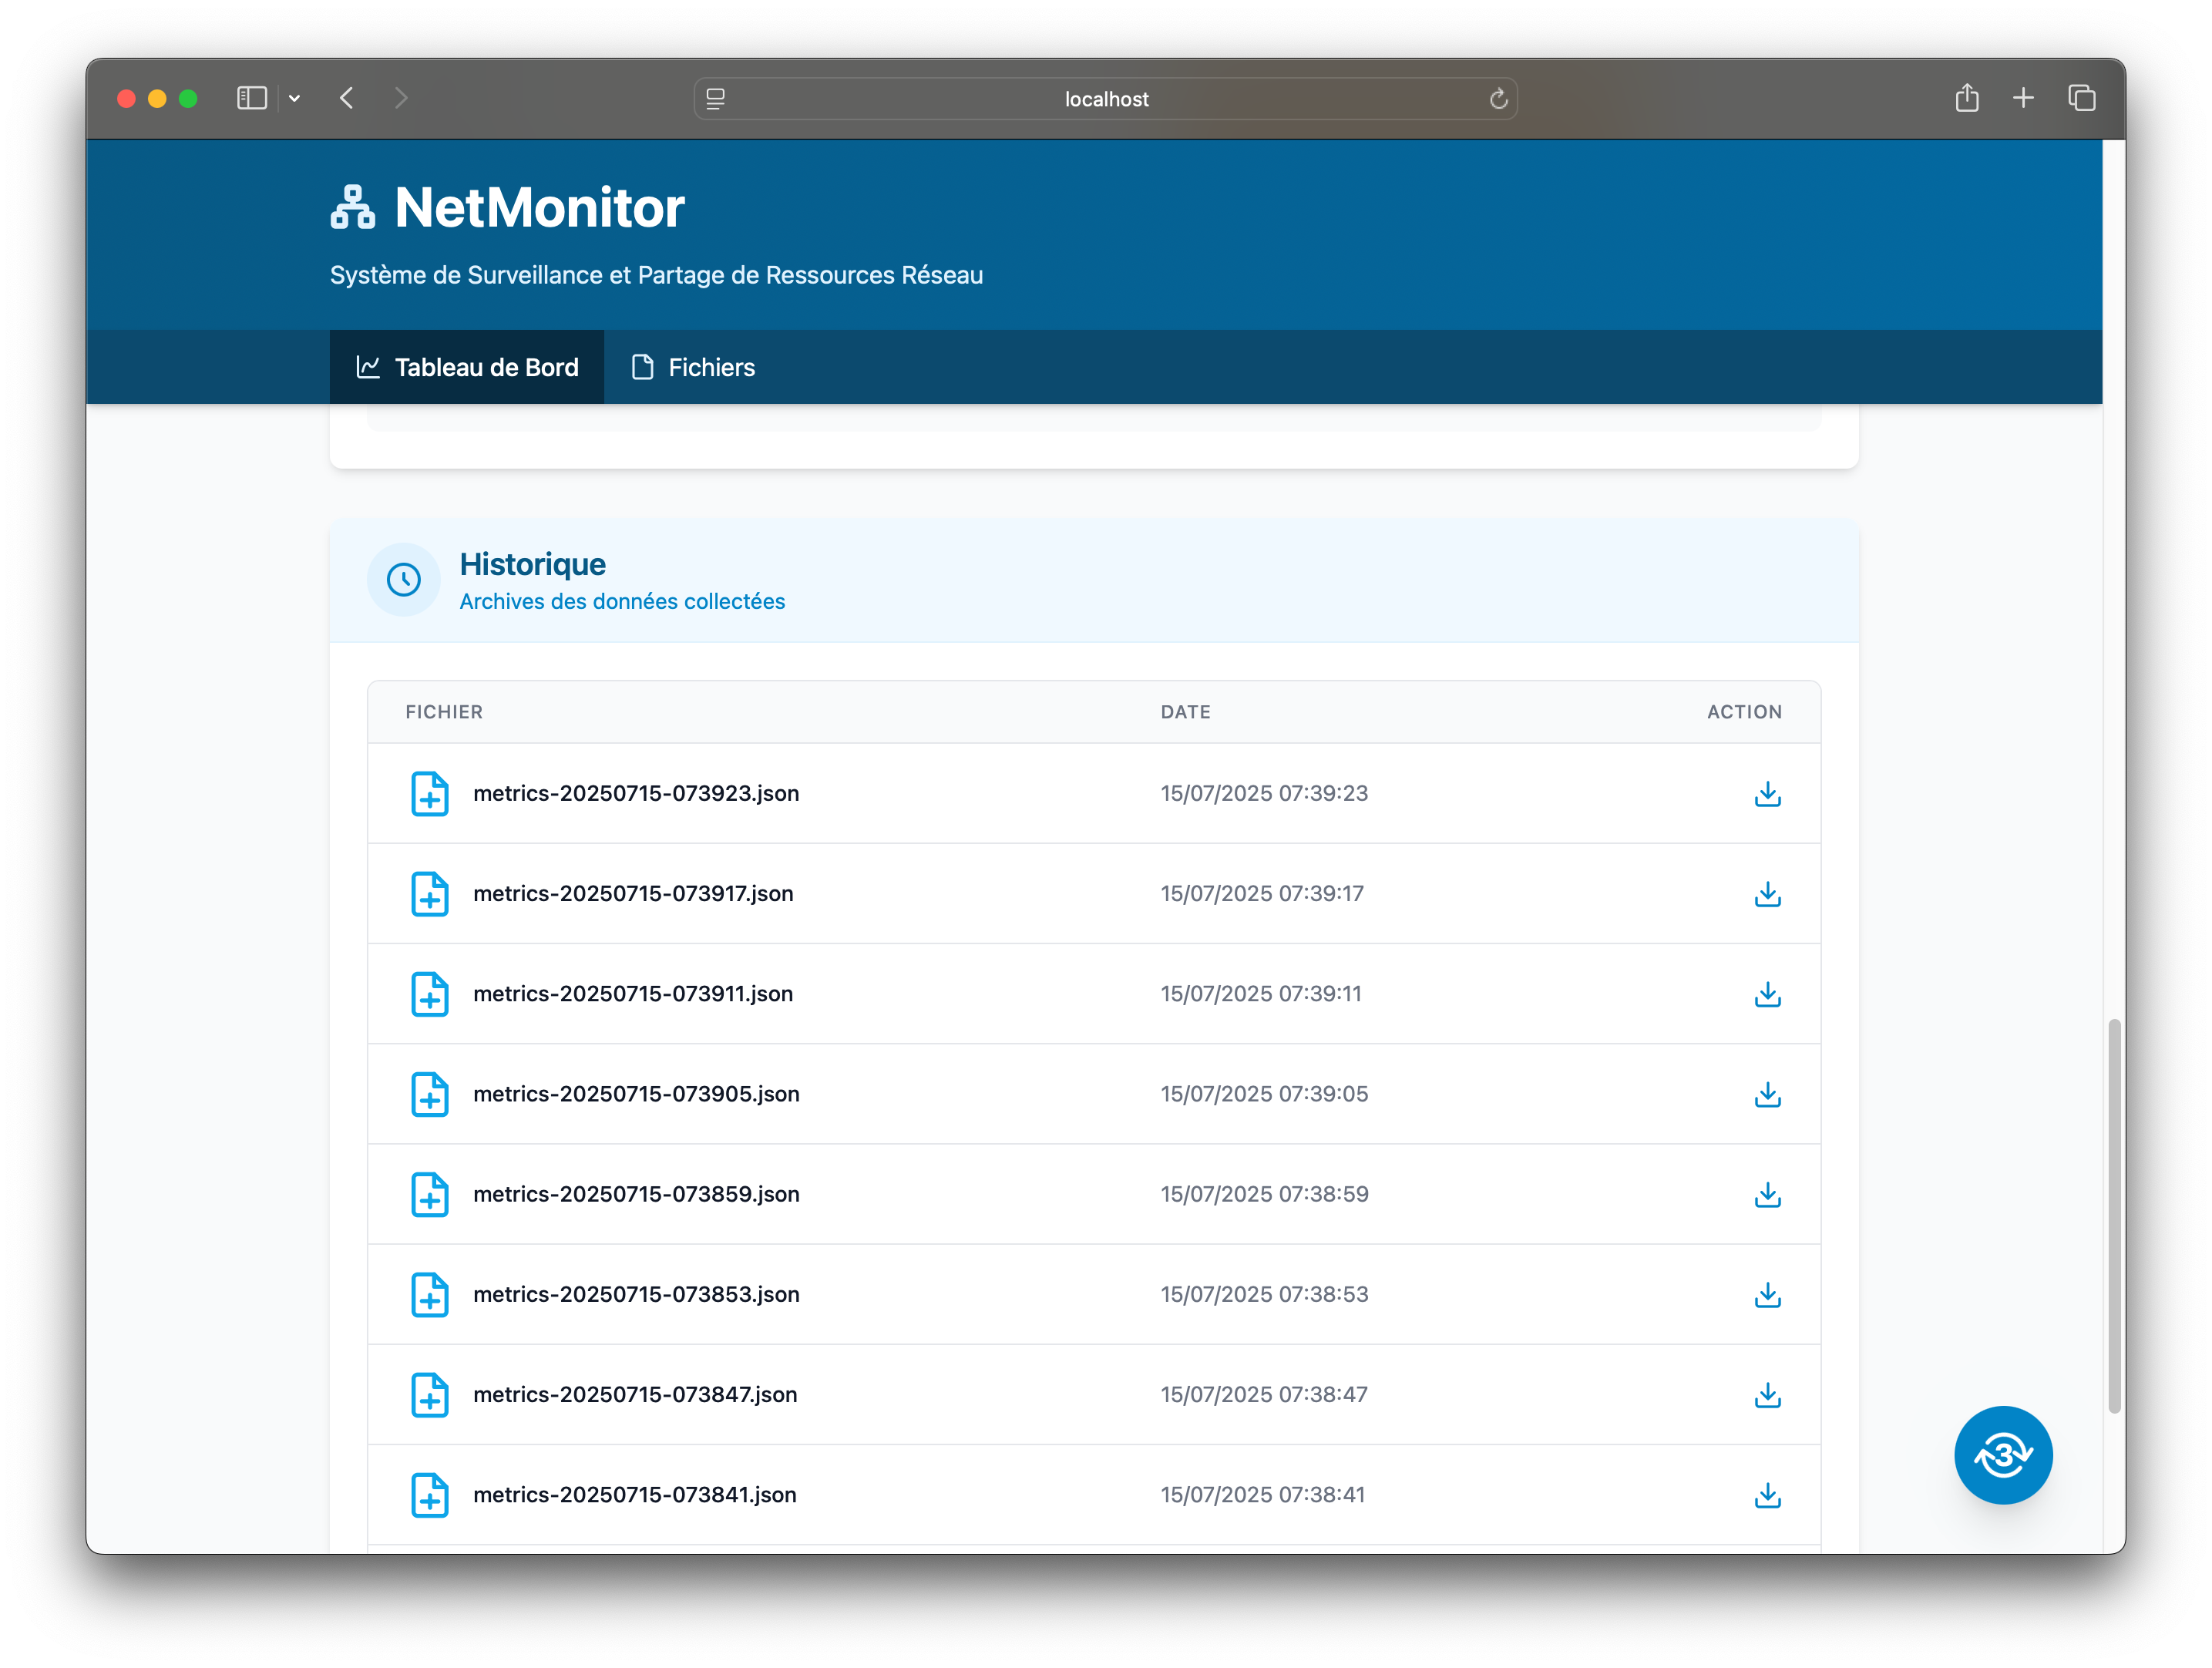 localhost
NetMonitor
Système de Surveillance et Partage de Ressources Réseau
Tableau de Bord Fichiers
Historique
Archives des données collectées
FICHIER DATE ACTION
metrics-20250715-073923.json 15/07/2025 07:39:23
metrics-20250715-073917.json 15/07/2025 07:39:17
metrics-20250715-073911.json 15/07/2025 07:39:11
metrics-20250715-073905.json 15/07/2025 07:39:05
metrics-20250715-073859.json 15/07/2025 07:38:59
metrics-20250715-073853.json 15/07/2025 07:38:53
metrics-20250715-073847.json 15/07/2025 07:38:47
metrics-20250715-073841.json 15/07/2025 07:38:41
3